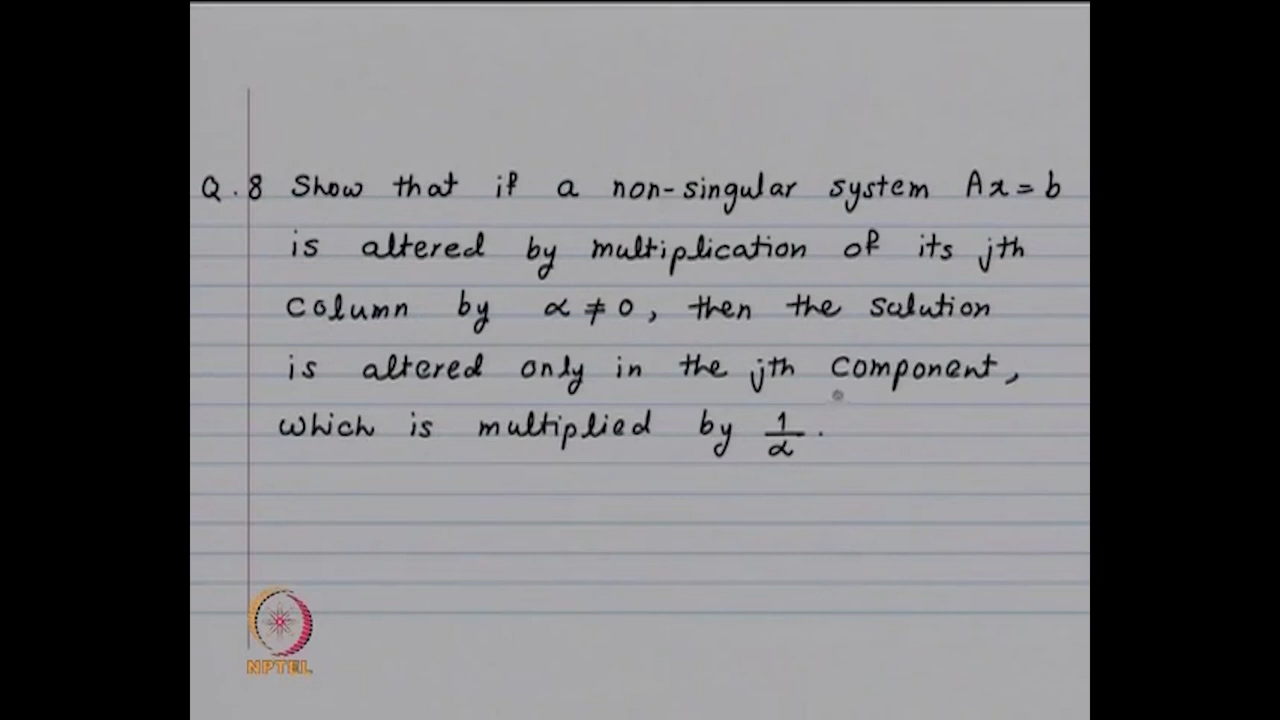 Q.8 Show that if a non-singular system Ax = b
is altered by multiplication of its jth
column by α ≠ 0, then the solution
is altered only in the jth component,
which is multiplied by 1/α.
NPTEL